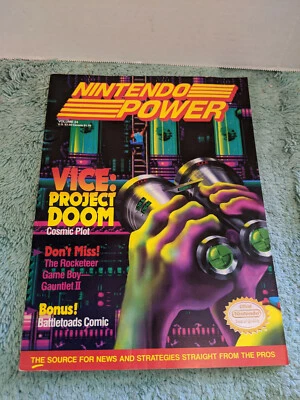 NINTENDO
POWER
VICE:
PROJECT
DOOM
Cosmic Plot
Don't Miss!
The Rocketeer
Game Boy
Gauntlet II
Bonus!
Battletoads Comic
Nintendo
THE SOURCE FOR NEWS AND STRATEGIES STRAIGHT FROM THE PROS